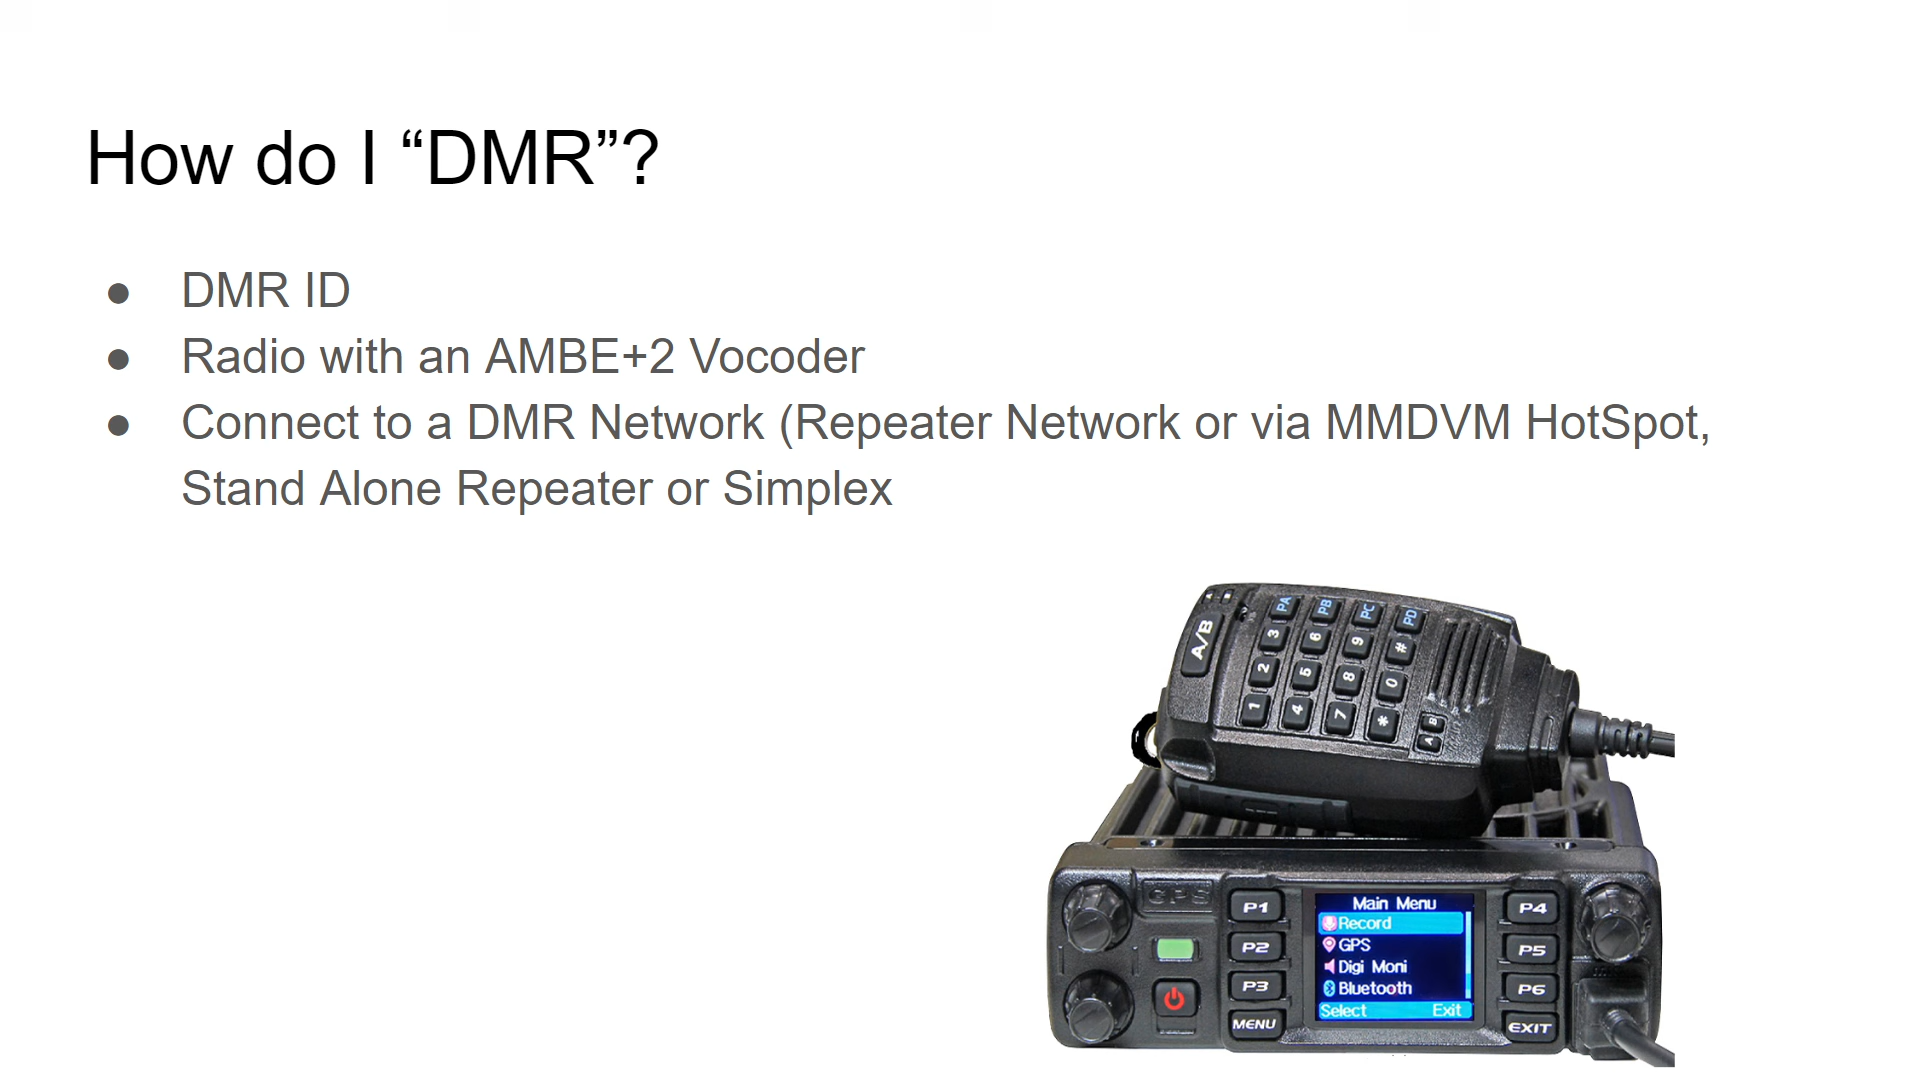 How do I “DMR”?
● DMR ID
● Radio with an AMBE+2 Vocoder
● Connect to a DMR Network (Repeater Network or via MMDVM HotSpot,
Stand Alone Repeater or Simplex
A/B
PA PB PC PD
3 6 9 #
2 5 8 0
1 4 7 *
A B
GPS
P1
P2
P3
MENU
Main Menu
Record
GPS
Digi Moni
Bluetooth
Select Exit
P4
P5
P6
EXIT